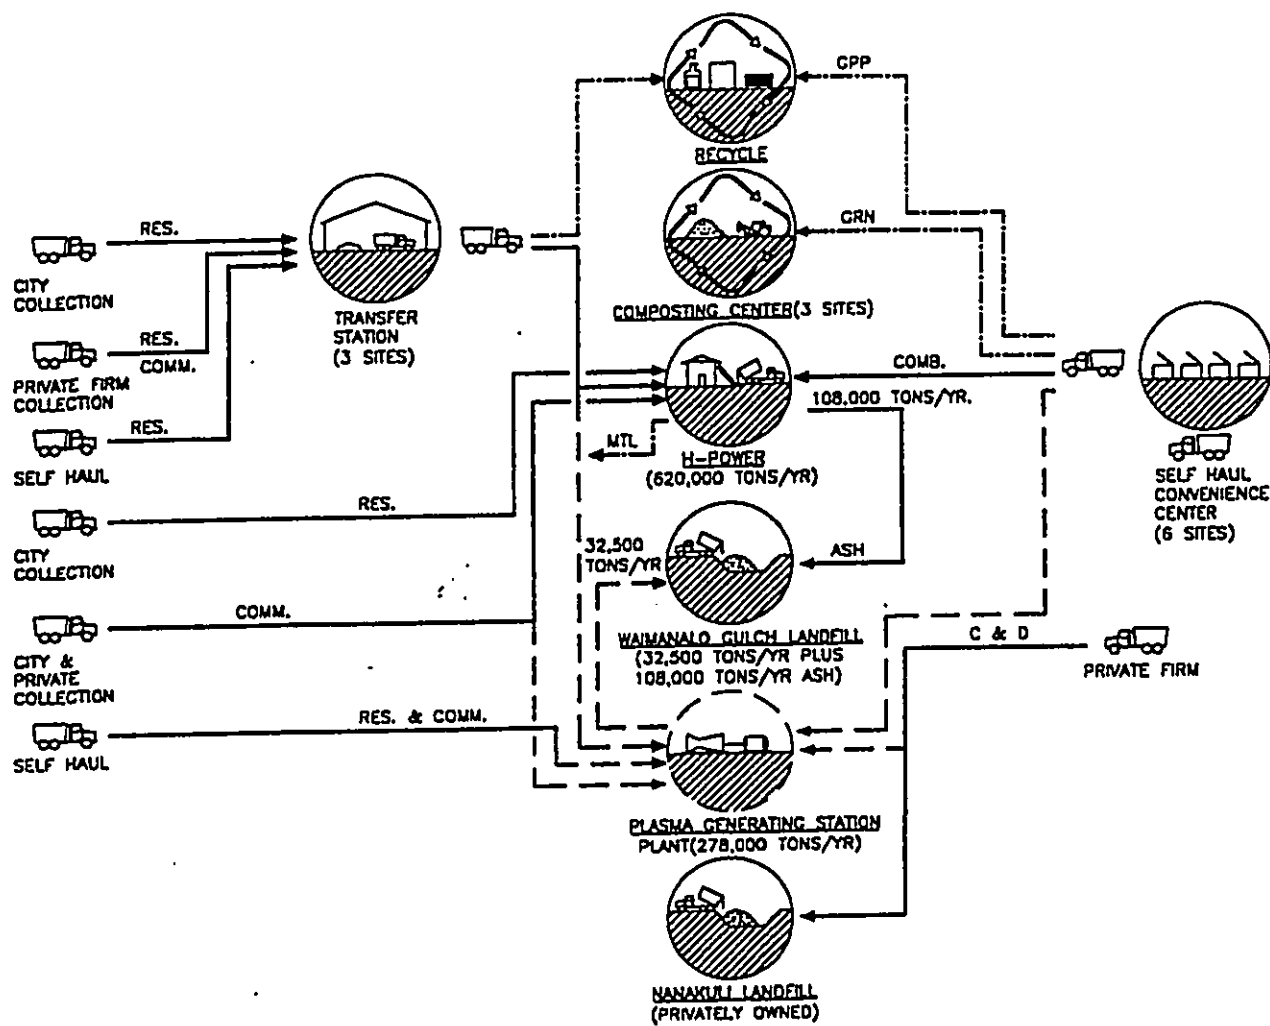 GPP
RECYCLE
RES.
CITY
COLLECTION
TRANSFER
STATION
(3 SITES)
GRN
COMPOSTING CENTER(3 SITES)
RES.
COMM.
PRIVATE FIRM
COLLECTION
RES.
SELF HAUL
COMB.
108,000 TONS/YR.
MTL
H-POWER
(620,000 TONS/YR)
SELF HAUL
CONVENIENCE
CENTER
(6 SITES)
RES.
CITY
COLLECTION
32,500
TONS/YR
ASH
COMM.
CITY &
PRIVATE
COLLECTION
WAIMANALO GULCH LANDFILL
(32,500 TONS/YR PLUS
108,000 TONS/YR ASH)
C & D
PRIVATE FIRM
RES. & COMM.
SELF HAUL
PLASMA GENERATING STATION
PLANT(278,000 TONS/YR)
NANAKULI LANDFILL
(PRIVATELY OWNED)